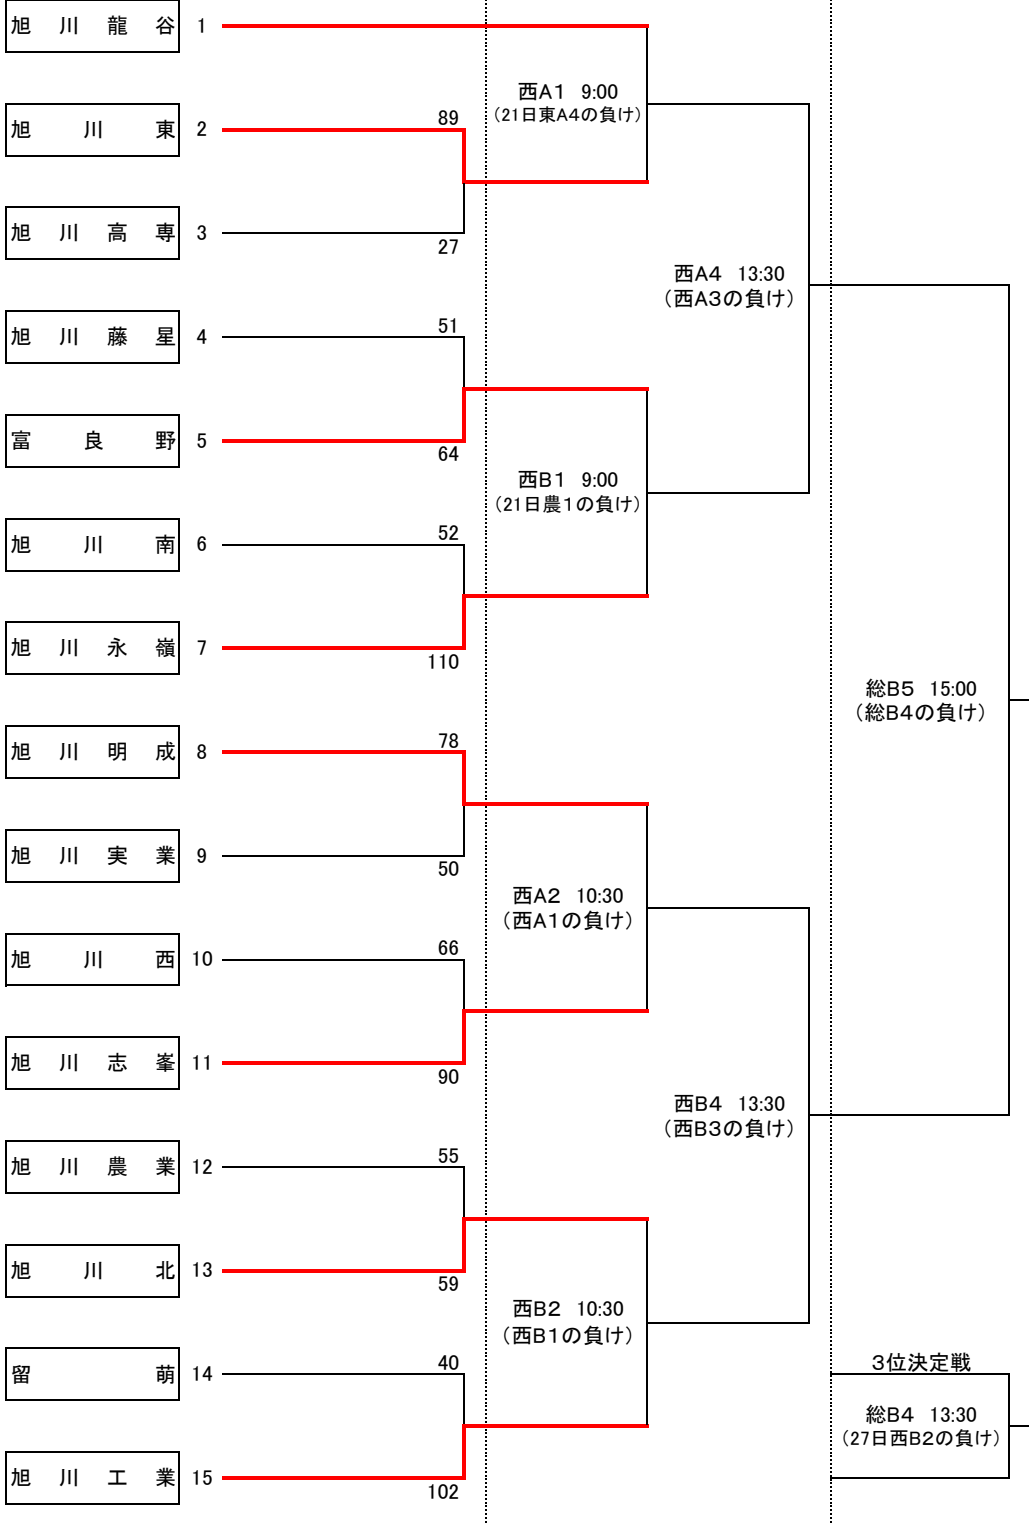 旭川龍谷 1
西A1 9:00
(21日東A4の負け)
89
旭川東 2
旭川高専 3
27
西A4 13:30
(西A3の負け)
51
旭川藤星 4
富良野 5
64
西B1 9:00
(21日農1の負け)
52
旭川南 6
旭川永嶺 7
110
総B5 15:00
(総B4の負け)
78
旭川明成 8
旭川実業 9
50
西A2 10:30
(西A1の負け)
66
旭川西 10
旭川志峯 11
90
西B4 13:30
(西B3の負け)
55
旭川農業 12
旭川北 13
59
西B2 10:30
(西B1の負け)
40
留萌 14
3位決定戦
総B4 13:30
(27日西B2の負け)
旭川工業 15
102